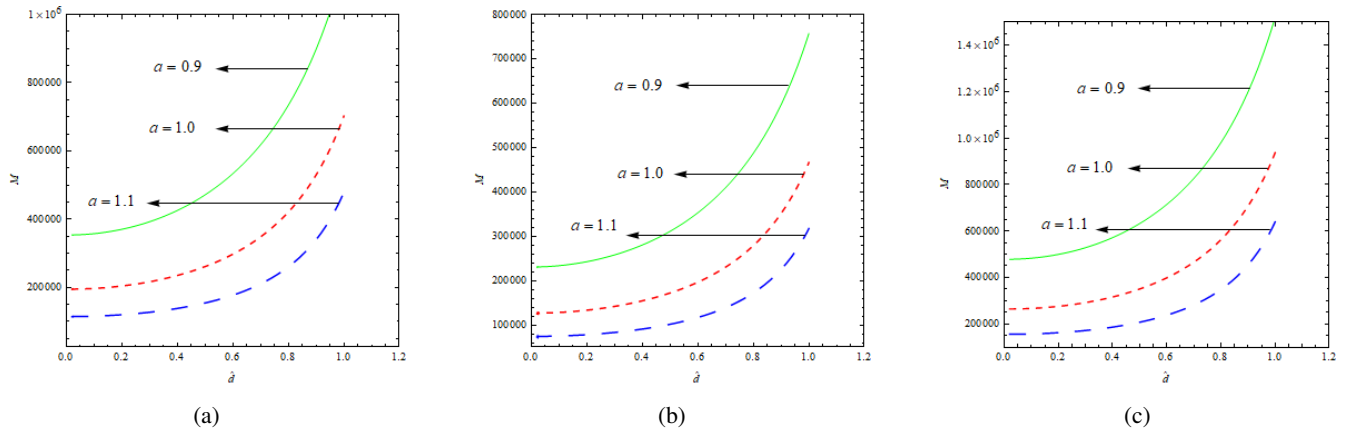 1×10⁶
800000
600000
400000
200000
M
a = 0.9
a = 1.0
a = 1.1
0.0 0.2 0.4 0.6 0.8 1.0 1.2
d̂
(a)
800000
700000
600000
500000
400000
300000
200000
100000
M
a = 0.9
a = 1.0
a = 1.1
0.0 0.2 0.4 0.6 0.8 1.0 1.2
d̂
(b)
1.4×10⁶
1.2×10⁶
1.0×10⁶
800000
600000
400000
200000
M
a = 0.9
a = 1.0
a = 1.1
0.0 0.2 0.4 0.6 0.8 1.0 1.2
d̂
(c)